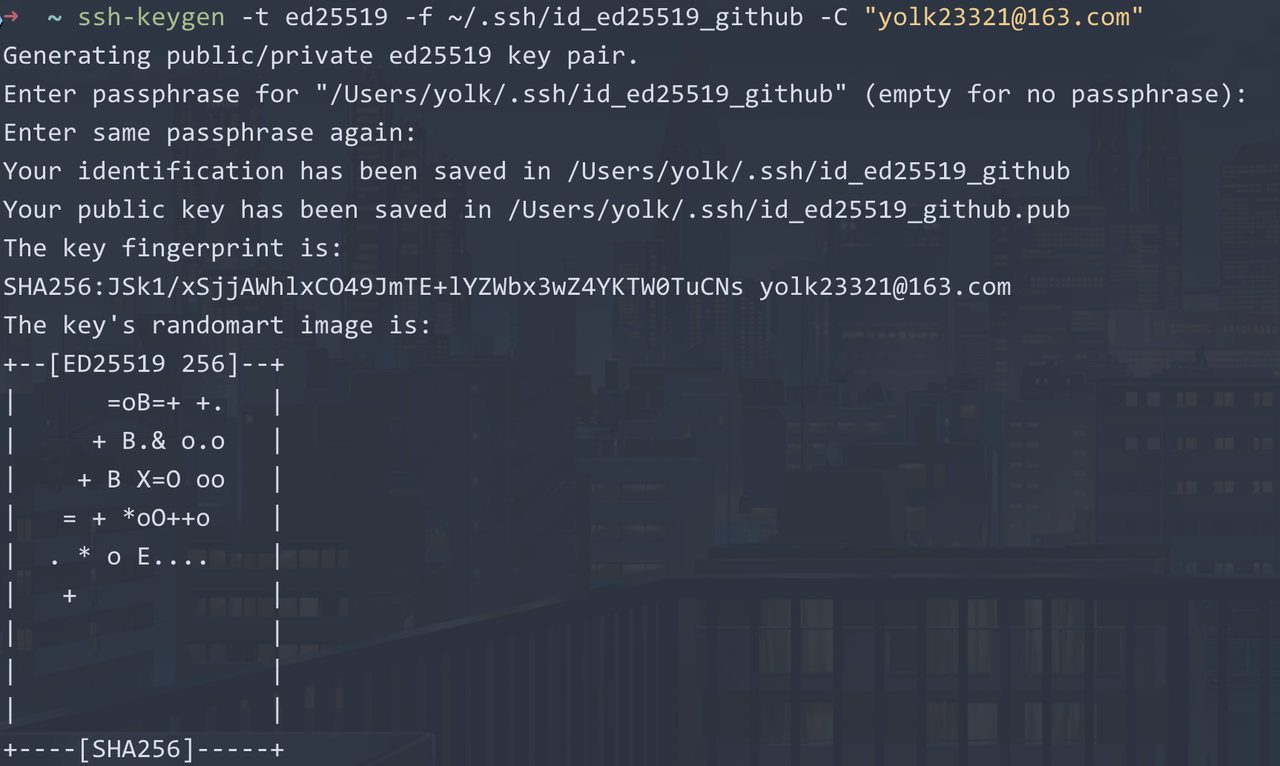 ➜  ~ ssh-keygen -t ed25519 -f ~/.ssh/id_ed25519_github -C "yolk23321@163.com"
Generating public/private ed25519 key pair.
Enter passphrase for "/Users/yolk/.ssh/id_ed25519_github" (empty for no passphrase):
Enter same passphrase again:
Your identification has been saved in /Users/yolk/.ssh/id_ed25519_github
Your public key has been saved in /Users/yolk/.ssh/id_ed25519_github.pub
The key fingerprint is:
SHA256:JSk1/xSjjAWhlxCO49JmTE+lYZWbx3wZ4YKTW0TuCNs yolk23321@163.com
The key's randomart image is:
+--[ED25519 256]--+
|      =oB=+ +.   |
|     + B.& o.o   |
|    + B X=O oo   |
|   = + *oO++o    |
|  . * o E....    |
|   +             |
|                 |
|                 |
|                 |
+----[SHA256]-----+